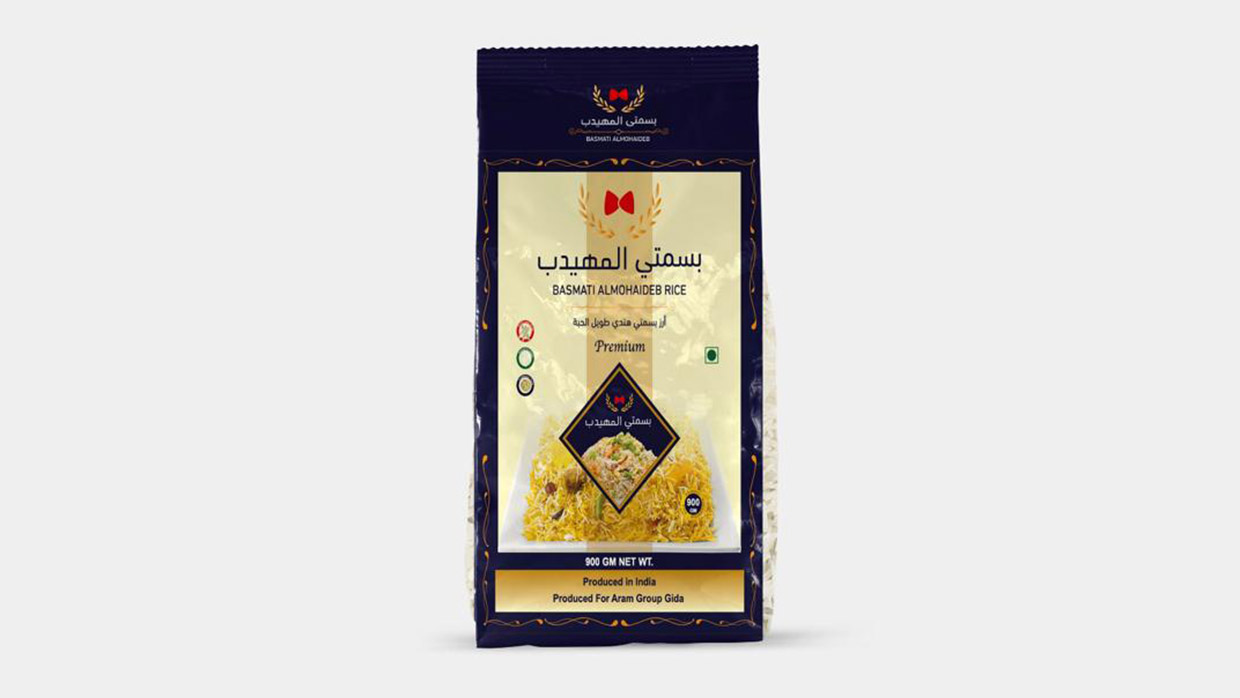 بسمتي المهيدب
BASMATI ALMOHAIDEB
بسمتي المهيدب
BASMATI ALMOHAIDEB RICE
أرز بسمتي هندي طويل الحبة
Premium
بسمتي المهيدب
900
GM
900 GM NET WT.
Produced in India
Produced For Aram Group Gida